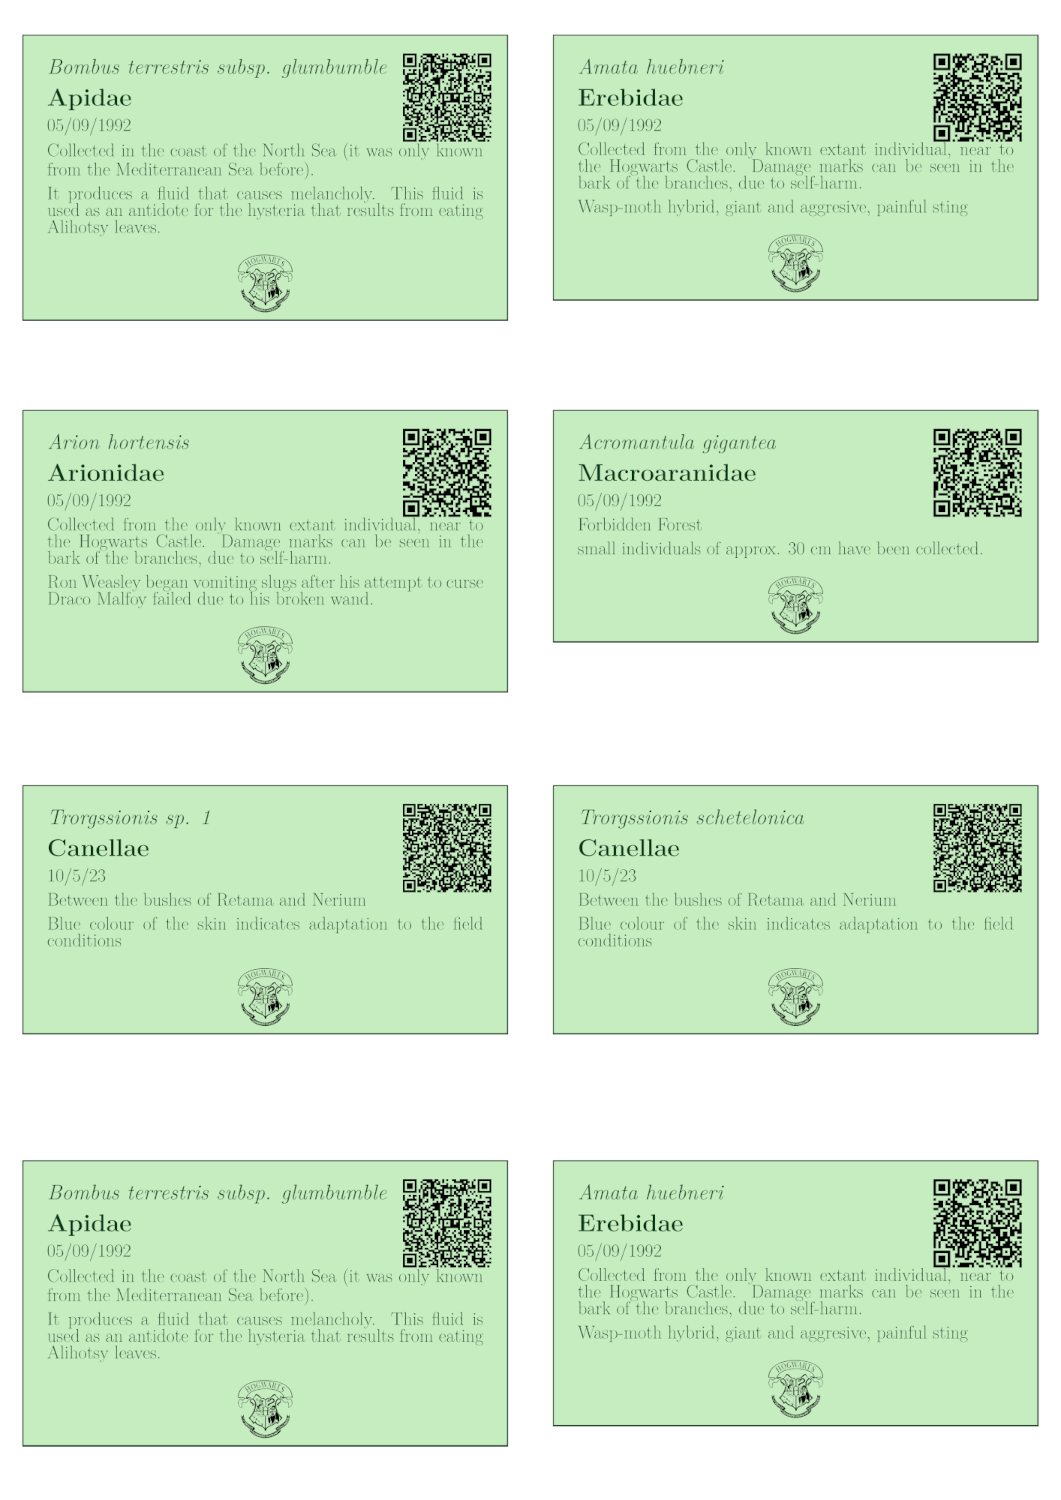 Bombus terrestris subsp. glumbumble
Apidae
05/09/1992
Collected in the coast of the North Sea (it was only known
from the Mediterranean Sea before).
It produces a fluid that causes melancholy. This fluid is
used as an antidote for the hysteria that results from eating
Alihotsy leaves.
HOGWARTS
Amata huebneri
Erebidae
05/09/1992
Collected from the only known extant individual, near to
the Hogwarts Castle. Damage marks can be seen in the
bark of the branches, due to self-harm.
Wasp-moth hybrid, giant and aggresive, painful sting
HOGWARTS
Arion hortensis
Arionidae
05/09/1992
Collected from the only known extant individual, near to
the Hogwarts Castle. Damage marks can be seen in the
bark of the branches, due to self-harm.
Ron Weasley began vomiting slugs after his attempt to curse
Draco Malfoy failed due to his broken wand.
HOGWARTS
Acromantula gigantea
Macroaranidae
05/09/1992
Forbidden Forest
small individuals of approx. 30 cm have been collected.
HOGWARTS
Trorgssionis sp. 1
Canellae
10/5/23
Between the bushes of Retama and Nerium
Blue colour of the skin indicates adaptation to the field
conditions
HOGWARTS
Trorgssionis schetelonica
Canellae
10/5/23
Between the bushes of Retama and Nerium
Blue colour of the skin indicates adaptation to the field
conditions
HOGWARTS
Bombus terrestris subsp. glumbumble
Apidae
05/09/1992
Collected in the coast of the North Sea (it was only known
from the Mediterranean Sea before).
It produces a fluid that causes melancholy. This fluid is
used as an antidote for the hysteria that results from eating
Alihotsy leaves.
HOGWARTS
Amata huebneri
Erebidae
05/09/1992
Collected from the only known extant individual, near to
the Hogwarts Castle. Damage marks can be seen in the
bark of the branches, due to self-harm.
Wasp-moth hybrid, giant and aggresive, painful sting
HOGWARTS